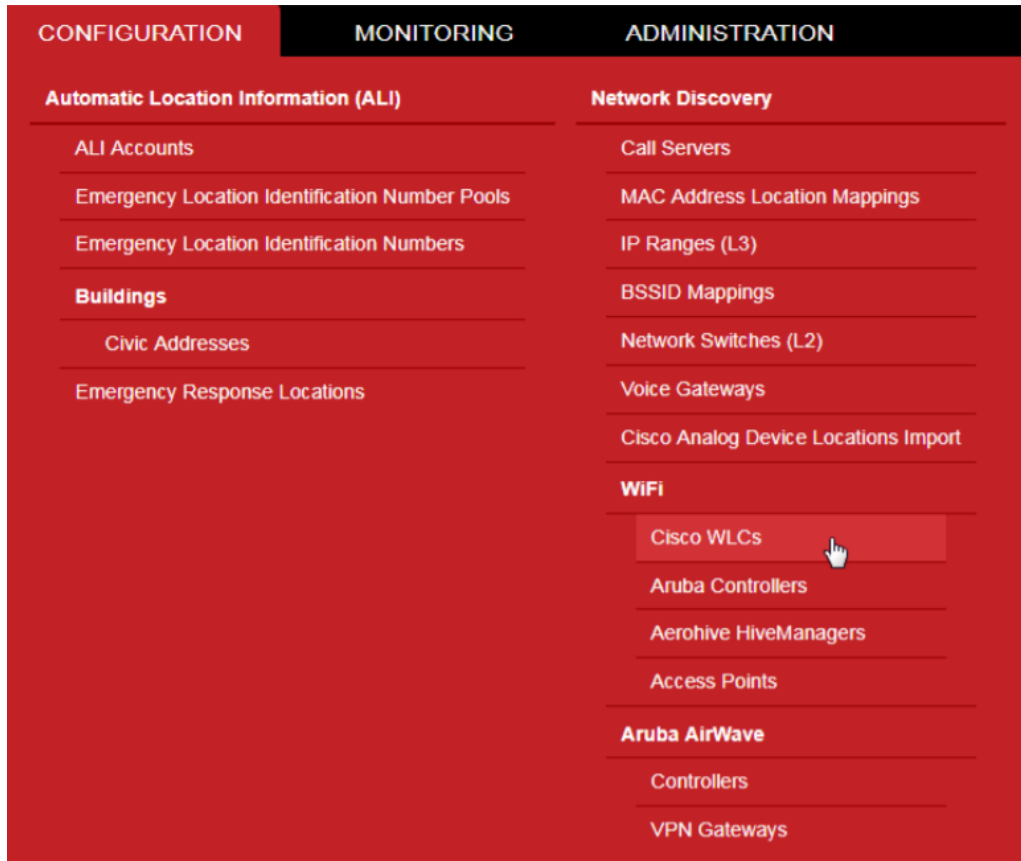 CONFIGURATION MONITORING ADMINISTRATION
Automatic Location Information (ALI)
ALI Accounts
Emergency Location Identification Number Pools
Emergency Location Identification Numbers
Buildings
Civic Addresses
Emergency Response Locations
Network Discovery
Call Servers
MAC Address Location Mappings
IP Ranges (L3)
BSSID Mappings
Network Switches (L2)
Voice Gateways
Cisco Analog Device Locations Import
WiFi
Cisco WLCs
Aruba Controllers
Aerohive HiveManagers
Access Points
Aruba AirWave
Controllers
VPN Gateways